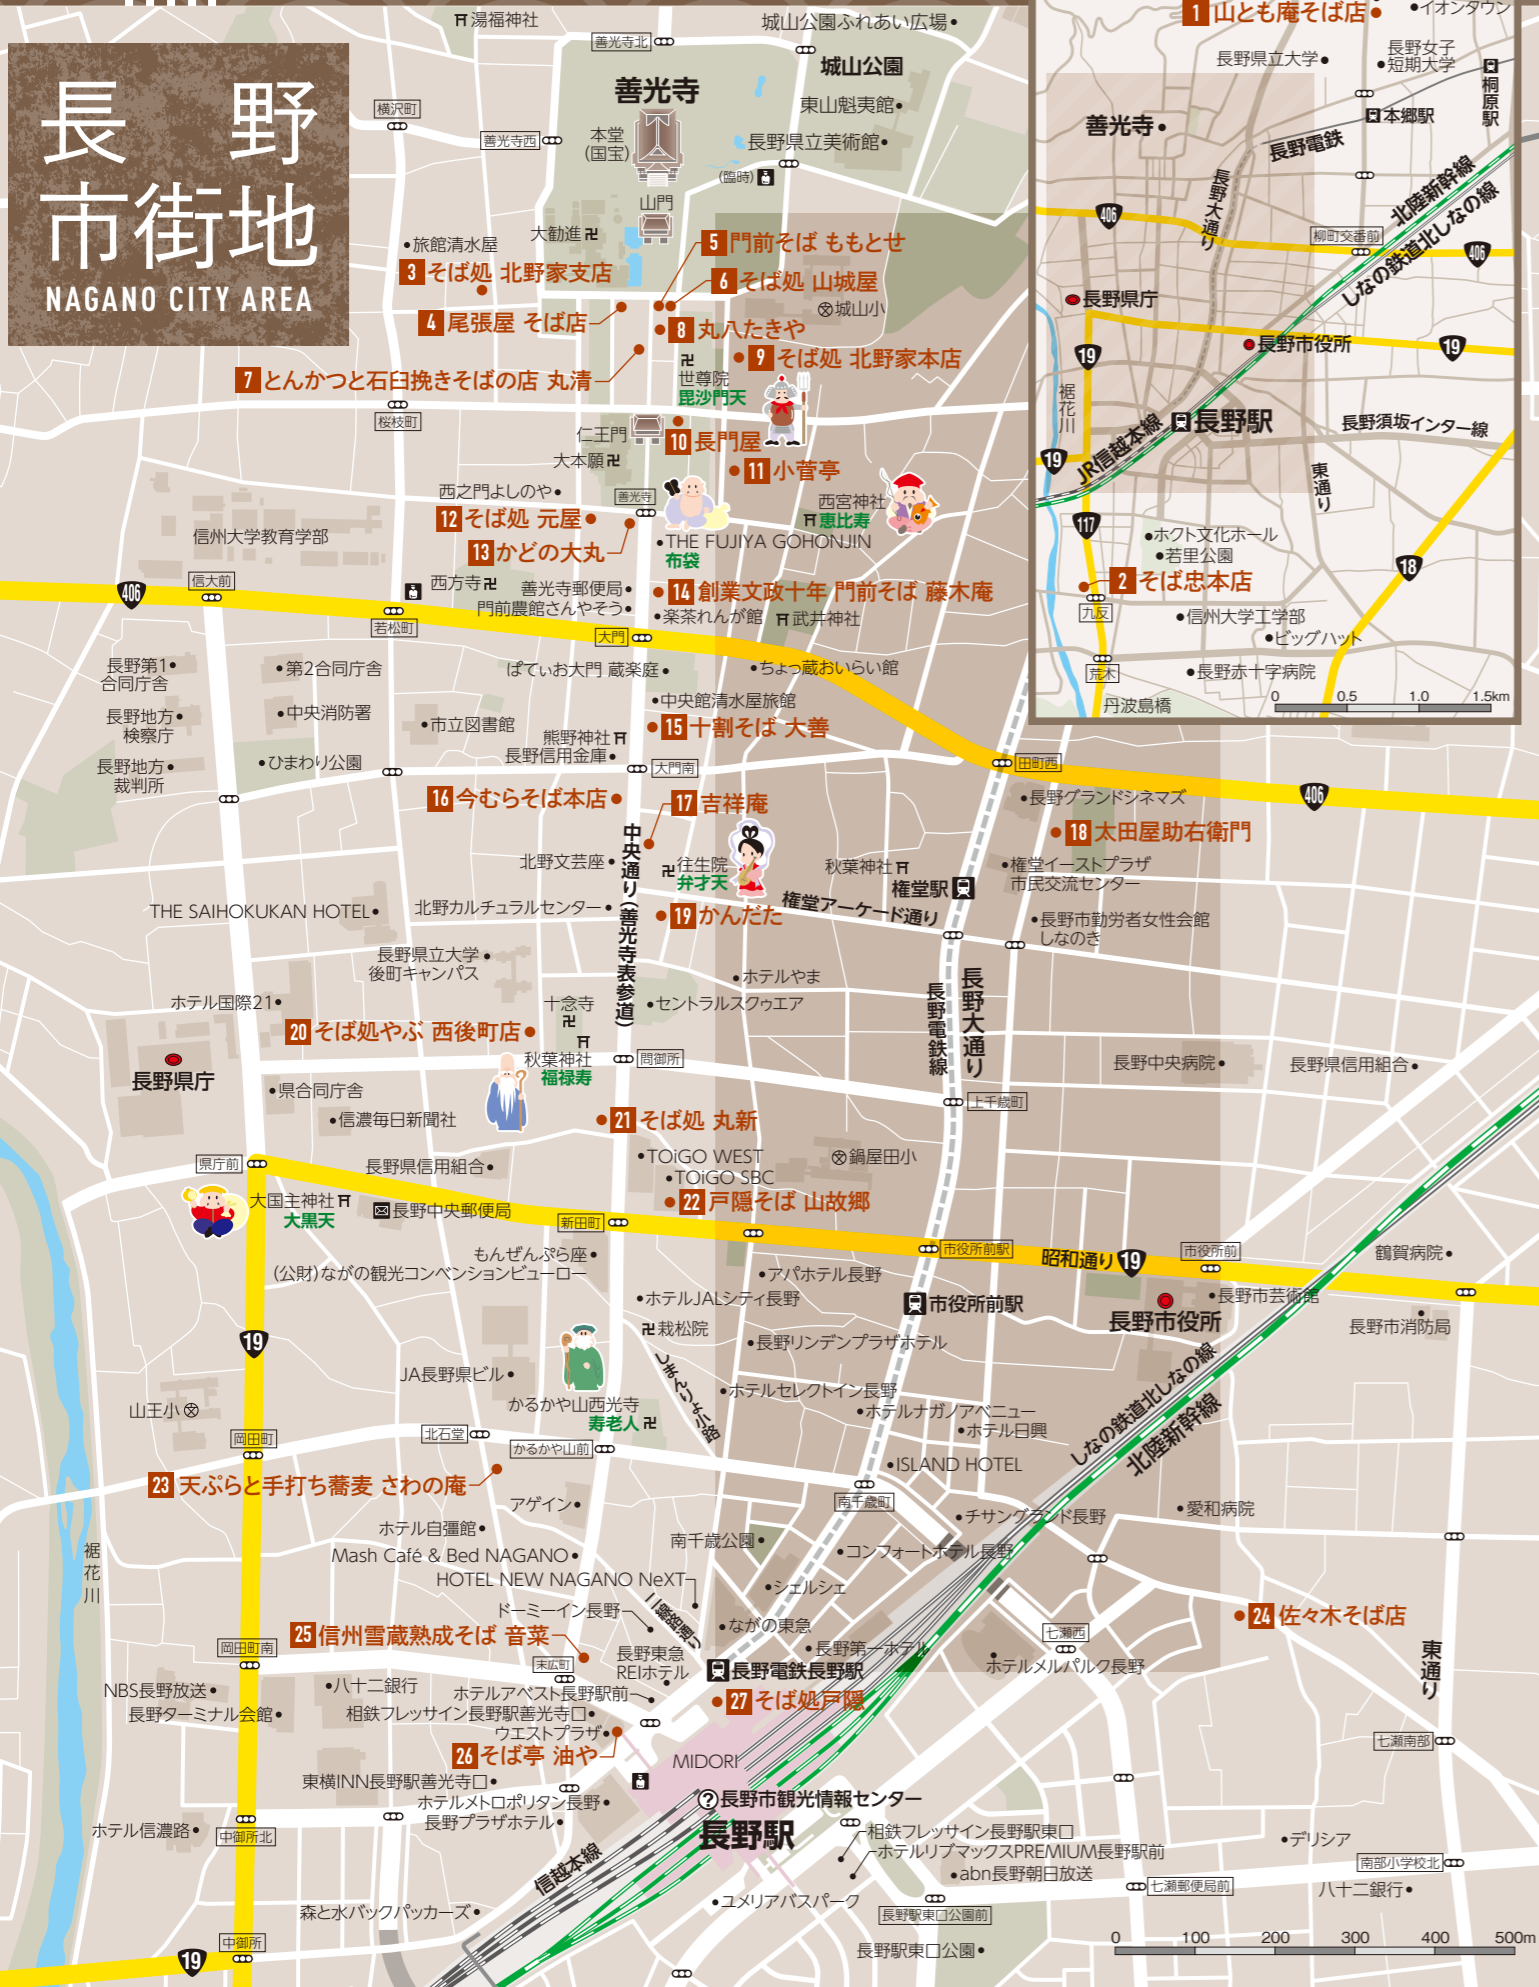 長野
市街地
NAGANO CITY AREA
湯福神社
善光寺北
城山公園ふれあい広場
城山公園
善光寺
横沢町
善光寺西
本堂
(国宝)
東山魁夷館
長野県立美術館
(臨時)
山門
旅館清水屋
大勧進
3 そば処 北野家支店
5 門前そば ももとせ
6 そば処 山城屋
城山小
4 尾張屋 そば店
8 丸八たきや
9 そば処 北野家本店
7 とんかつと石臼挽きそばの店 丸清
世尊院
毘沙門天
桜枝町
仁王門
10 長門屋
大本願
11 小菅亭
西之門よしのや
善光寺
西宮神社
恵比寿
12 そば処 元屋
信州大学教育学部
13 かどの大丸
THE FUJIYA GOHONJIN
布袋
信大前
406
西方寺
善光寺郵便局
14 創業文政十年 門前そば 藤木庵
門前農館さんやそう
楽茶れんが館
武井神社
若松町
大門
長野第1
合同庁舎
第2合同庁舎
ぱてぃお大門 蔵楽庭
ちょっ蔵おいらい館
中央館清水屋旅館
長野地方
検察庁
中央消防署
市立図書館
15 十割そば 大善
熊野神社
長野信用金庫
長野地方
裁判所
ひまわり公園
大門南
田町西
16 今むらそば本店
17 吉祥庵
長野グランドシネマズ
406
18 太田屋助右衛門
中央通り(善光寺表参道)
北野文芸座
往生院
弁才天
秋葉神社
権堂駅
権堂イーストプラザ
市民交流センター
THE SAIHOKUKAN HOTEL
北野カルチュラルセンター
19 かんだた
権堂アーケード通り
長野市勤労者女性会館
しなのき
長野県立大学
後町キャンパス
ホテルやま
長野電鉄線
長野大通り
ホテル国際21
十念寺
セントラルスクゥエア
20 そば処やぶ 西後町店
秋葉神社
福禄寿
問御所
長野県庁
長野中央病院
長野県信用組合
県合同庁舎
信濃毎日新聞社
上千歳町
21 そば処 丸新
県庁前
長野県信用組合
TOiGO WEST
TOiGO SBC
鍋屋田小
大国主神社
大黒天
長野中央郵便局
22 戸隠そば 山故郷
新田町
もんぜんぷら座
(公財)ながの観光コンベンションビューロー
市役所前駅
昭和通り
19
市役所前
鶴賀病院
アパホテル長野
ホテルJALシティ長野
市役所前駅
長野市役所
長野市芸術館
長野市消防局
19
栽松院
長野リンデンプラザホテル
しまんりょ小路
JA長野県ビル
ホテルセレクトイン長野
かるかや山西光寺
寿老人
ホテルナガノアベニュー
ホテル日興
しなの鉄道北しなの線
北陸新幹線
山王小
岡田町
北石堂
かるかや山前
ISLAND HOTEL
23 天ぷらと手打ち蕎麦 さわの庵
南千歳町
愛和病院
アゲイン
チサングランド長野
ホテル自彊館
南千歳公園
コンフォートホテル長野
裾花川
Mash Café & Bed NAGANO
HOTEL NEW NAGANO NeXT
シェルシェ
ドーミーイン長野
二線路通り
ながの東急
24 佐々木そば店
25 信州雪蔵熟成そば 音菜
七瀬西
岡田町南
末広町
長野東急
REIホテル
長野第一ホテル
長野電鉄長野駅
ホテルメルパルク長野
東通り
NBS長野放送
八十二銀行
ホテルアベスト長野駅前
27 そば処戸隠
長野ターミナル会館
相鉄フレッサイン長野駅善光寺口
ウエストプラザ
26 そば亭 油や
七瀬南部
MIDORI
東横INN長野駅善光寺口
長野市観光情報センター
ホテルメトロポリタン長野
長野プラザホテル
長野駅
ホテル信濃路
中御所北
相鉄フレッサイン長野駅東口
ホテルリブマックスPREMIUM長野駅前
デリシア
信越本線
abn長野朝日放送
南部小学校北
ユメリアバスパーク
七瀬郵便局前
八十二銀行
森と水バックパッカーズ
長野駅東口公園前
中御所
19
長野駅東口公園
0 100 200 300 400 500m
1 山とも庵そば店
イオンタウン
長野県立大学
長野女子
短期大学
桐原駅
善光寺
本郷駅
長野電鉄
長野大通り
北陸新幹線
しなの鉄道北しなの線
406
柳町交番前
406
長野県庁
19
長野市役所
19
裾花川
長野駅
JR信越本線
長野須坂インター線
19
東通り
117
ホクト文化ホール
若里公園
18
2 そば忠本店
九反
信州大学工学部
ビッグハット
荒木
長野赤十字病院
丹波島橋
0 0.5 1.0 1.5km